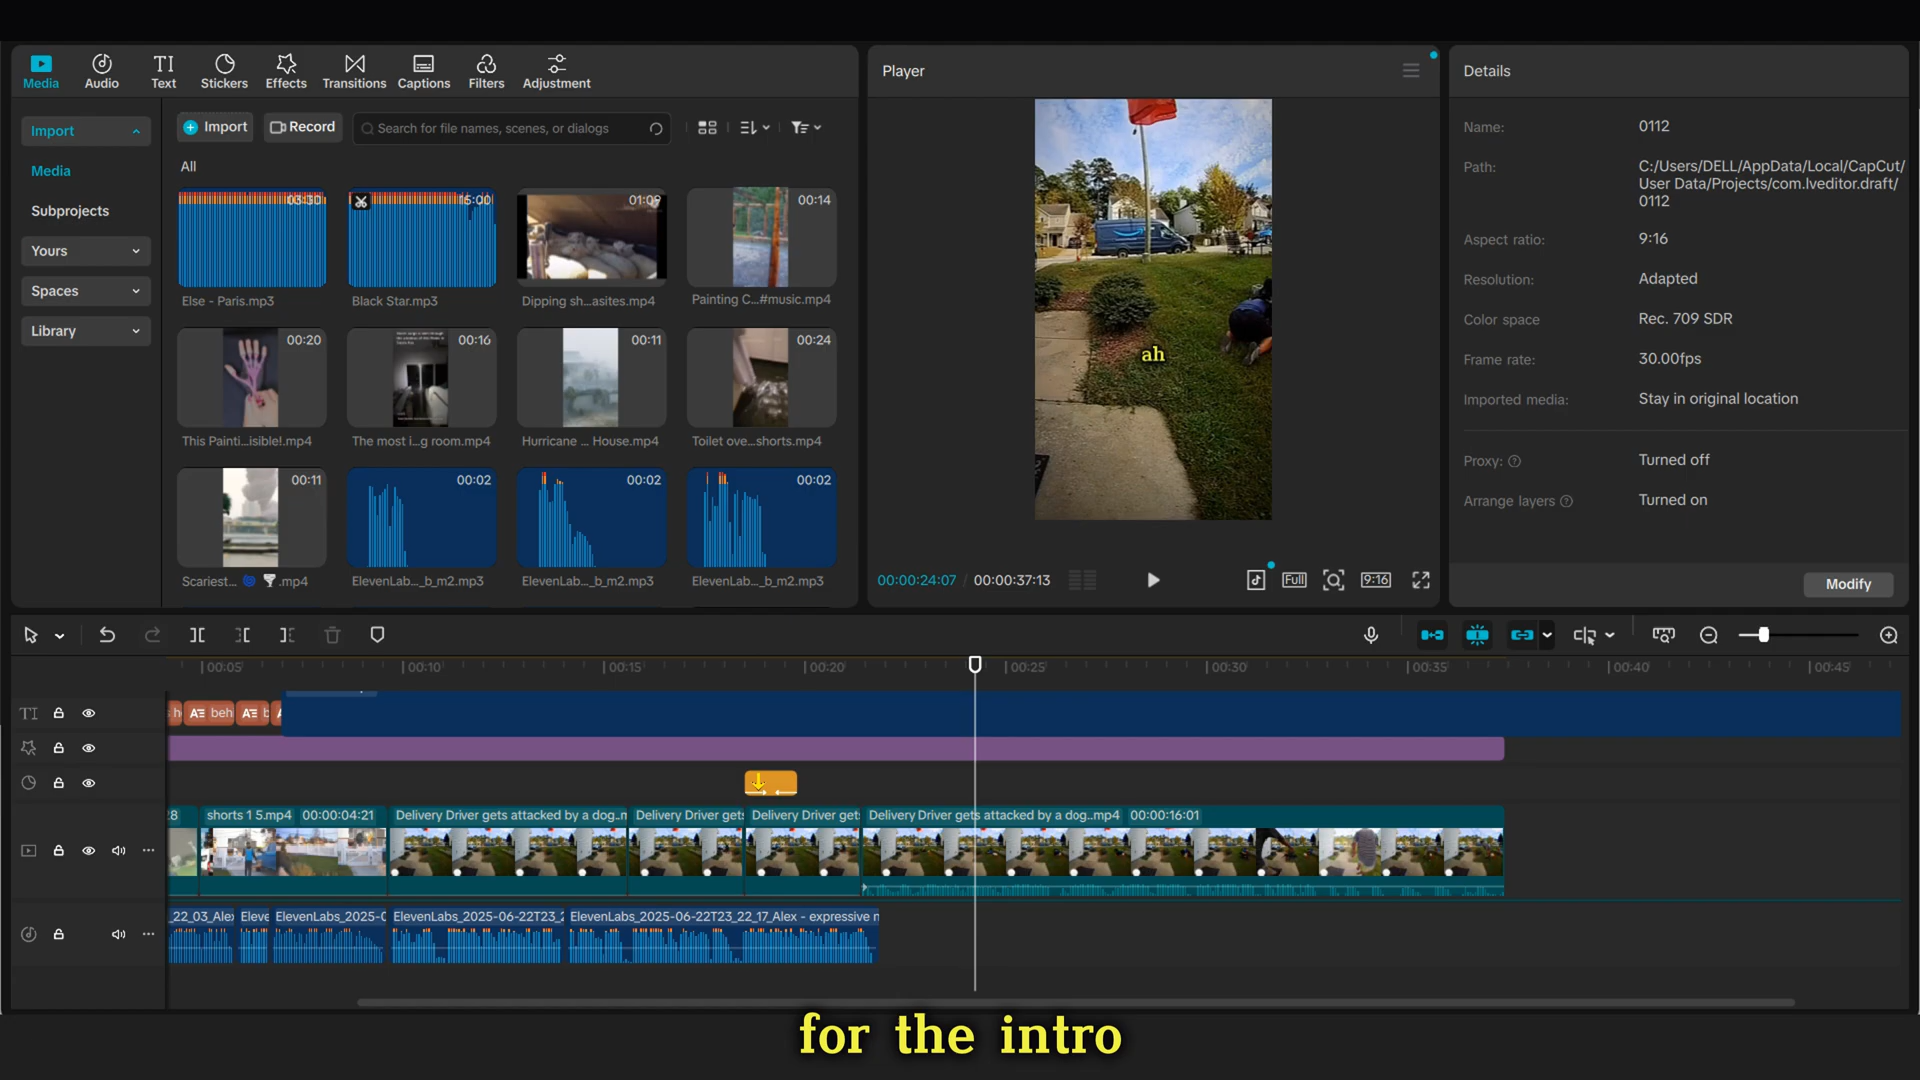 Media
Audio
Text
Stickers
Effects
Transitions
Captions
Filters
Adjustment
Import
Media
Subprojects
Yours
Spaces
Library
Import
Record
Search for file names, scenes, or dialogs
All
03:30
15:00
01:09
00:14
Else - Paris.mp3
Black Star.mp3
Dipping sh...asites.mp4
Painting C...#music.mp4
00:20
00:16
00:11
00:24
This Painti...isible!.mp4
The most i...g room.mp4
Hurricane ... House.mp4
Toilet ove...shorts.mp4
00:11
00:02
00:02
00:02
Scariest... 🌀 🌪 .mp4
ElevenLab..._b_m2.mp3
ElevenLab..._b_m2.mp3
ElevenLab..._b_m2.mp3
Player
ah
00:00:24:07 / 00:00:37:13
Full
9:16
Details
Name: 0112
Path: C:/Users/DELL/AppData/Local/CapCut/
User Data/Projects/com.lveditor.draft/
0112
Aspect ratio: 9:16
Resolution: Adapted
Color space Rec. 709 SDR
Frame rate: 30.00fps
Imported media: Stay in original location
Proxy: Turned off
Arrange layers Turned on
Modify
00:05 00:10 00:15 00:20 00:25 00:30 00:35 00:40 00:45
h beh b
28 shorts 1 5.mp4 00:00:04:21 Delivery Driver gets attacked by a dog..m Delivery Driver gets Delivery Driver gets Delivery Driver gets attacked by a dog..mp4 00:00:16:01
_22_03_Alex Eleve ElevenLabs_2025-0 ElevenLabs_2025-06-22T23_2 ElevenLabs_2025-06-22T23_22_17_Alex - expressive n
for the intro